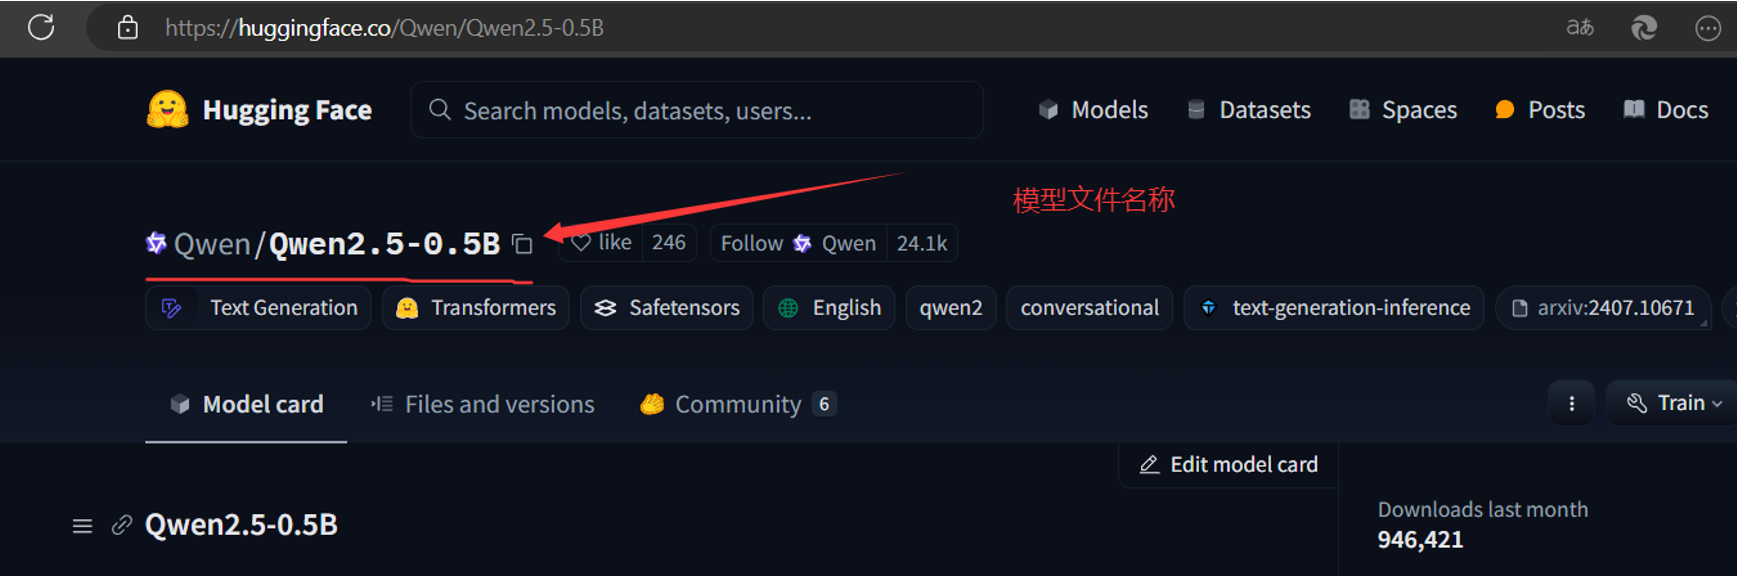 https://huggingface.co/Qwen/Qwen2.5-0.5B aあ
Hugging Face Search models, datasets, users... Models Datasets Spaces Posts Docs
模型文件名称
Qwen/Qwen2.5-0.5B like 246 Follow Qwen 24.1k
Text Generation Transformers Safetensors English qwen2 conversational text-generation-inference arxiv:2407.10671
Model card Files and versions Community 6 Train
Edit model card
Qwen2.5-0.5B
Downloads last month
946,421